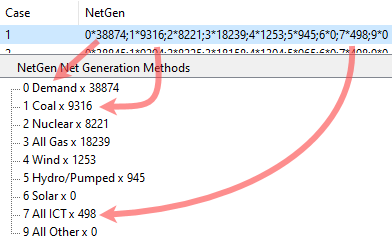 Case NetGen
1 0*38874;1*9316;2*8221;3*18239;4*1253;5*945;6*0;7*498;9*0
NetGen Net Generation Methods
0 Demand x 38874
1 Coal x 9316
2 Nuclear x 8221
3 All Gas x 18239
4 Wind x 1253
5 Hydro/Pumped x 945
6 Solar x 0
7 All ICT x 498
9 All Other x 0